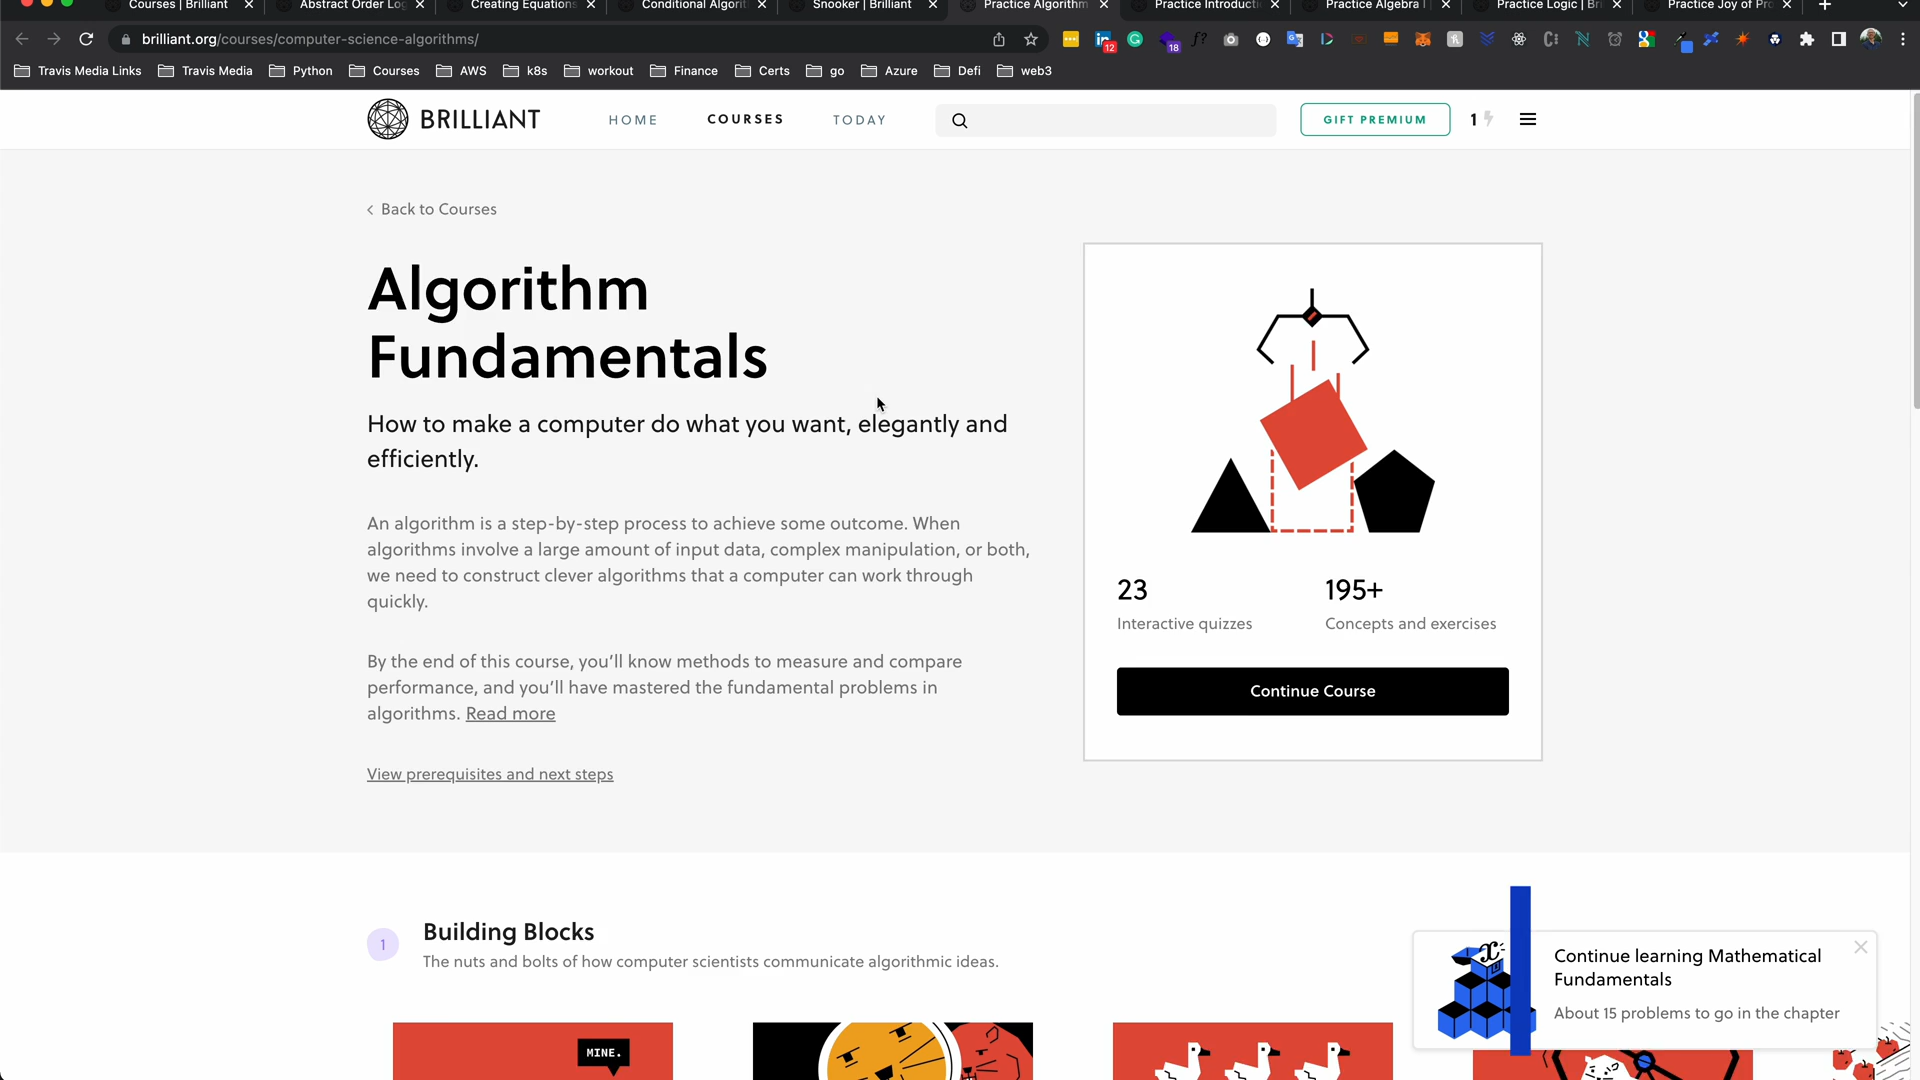 Courses | Brilliant
Abstract Order Lo
Creating Equations
Conditional Algorit
Snooker | Brilliant
Practice Algorithm
Practice Introducti
Practice Algebra I
Practice Logic | Bri
Practice Joy of Pro
brilliant.org/courses/computer-science-algorithms/
12
18
Travis Media Links
Travis Media
Python
Courses
AWS
k8s
workout
Finance
Certs
go
Azure
Defi
web3
BRILLIANT
HOME
COURSES
TODAY
GIFT PREMIUM
1
Back to Courses
Algorithm
Fundamentals
How to make a computer do what you want, elegantly and
efficiently.
An algorithm is a step-by-step process to achieve some outcome. When
algorithms involve a large amount of input data, complex manipulation, or both,
we need to construct clever algorithms that a computer can work through
quickly.
By the end of this course, you'll know methods to measure and compare
performance, and you'll have mastered the fundamental problems in
algorithms. Read more
View prerequisites and next steps
23
Interactive quizzes
195+
Concepts and exercises
Continue Course
1
Building Blocks
The nuts and bolts of how computer scientists communicate algorithmic ideas.
MINE.
x
Continue learning Mathematical
Fundamentals
About 15 problems to go in the chapter